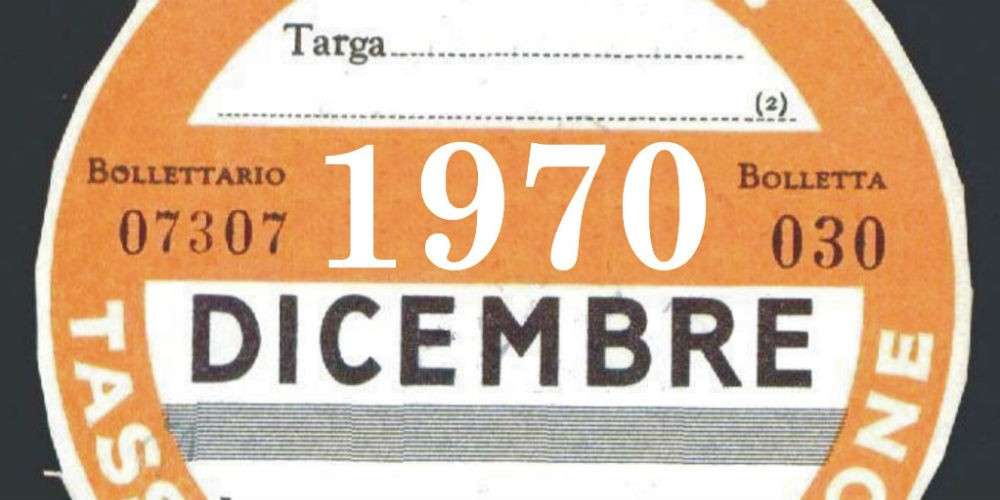 Targa
(2)
BOLLETTARIO
07307
1970
BOLLETTA
030
DICEMBRE